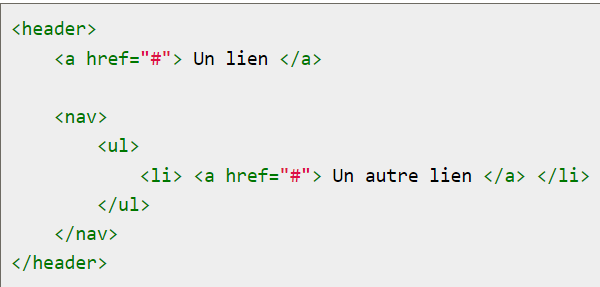 <header>
<a href="#"> Un lien </a>
<nav>
<ul>
<li> <a href="#"> Un autre lien </a> </li>
</ul>
</nav>
</header>